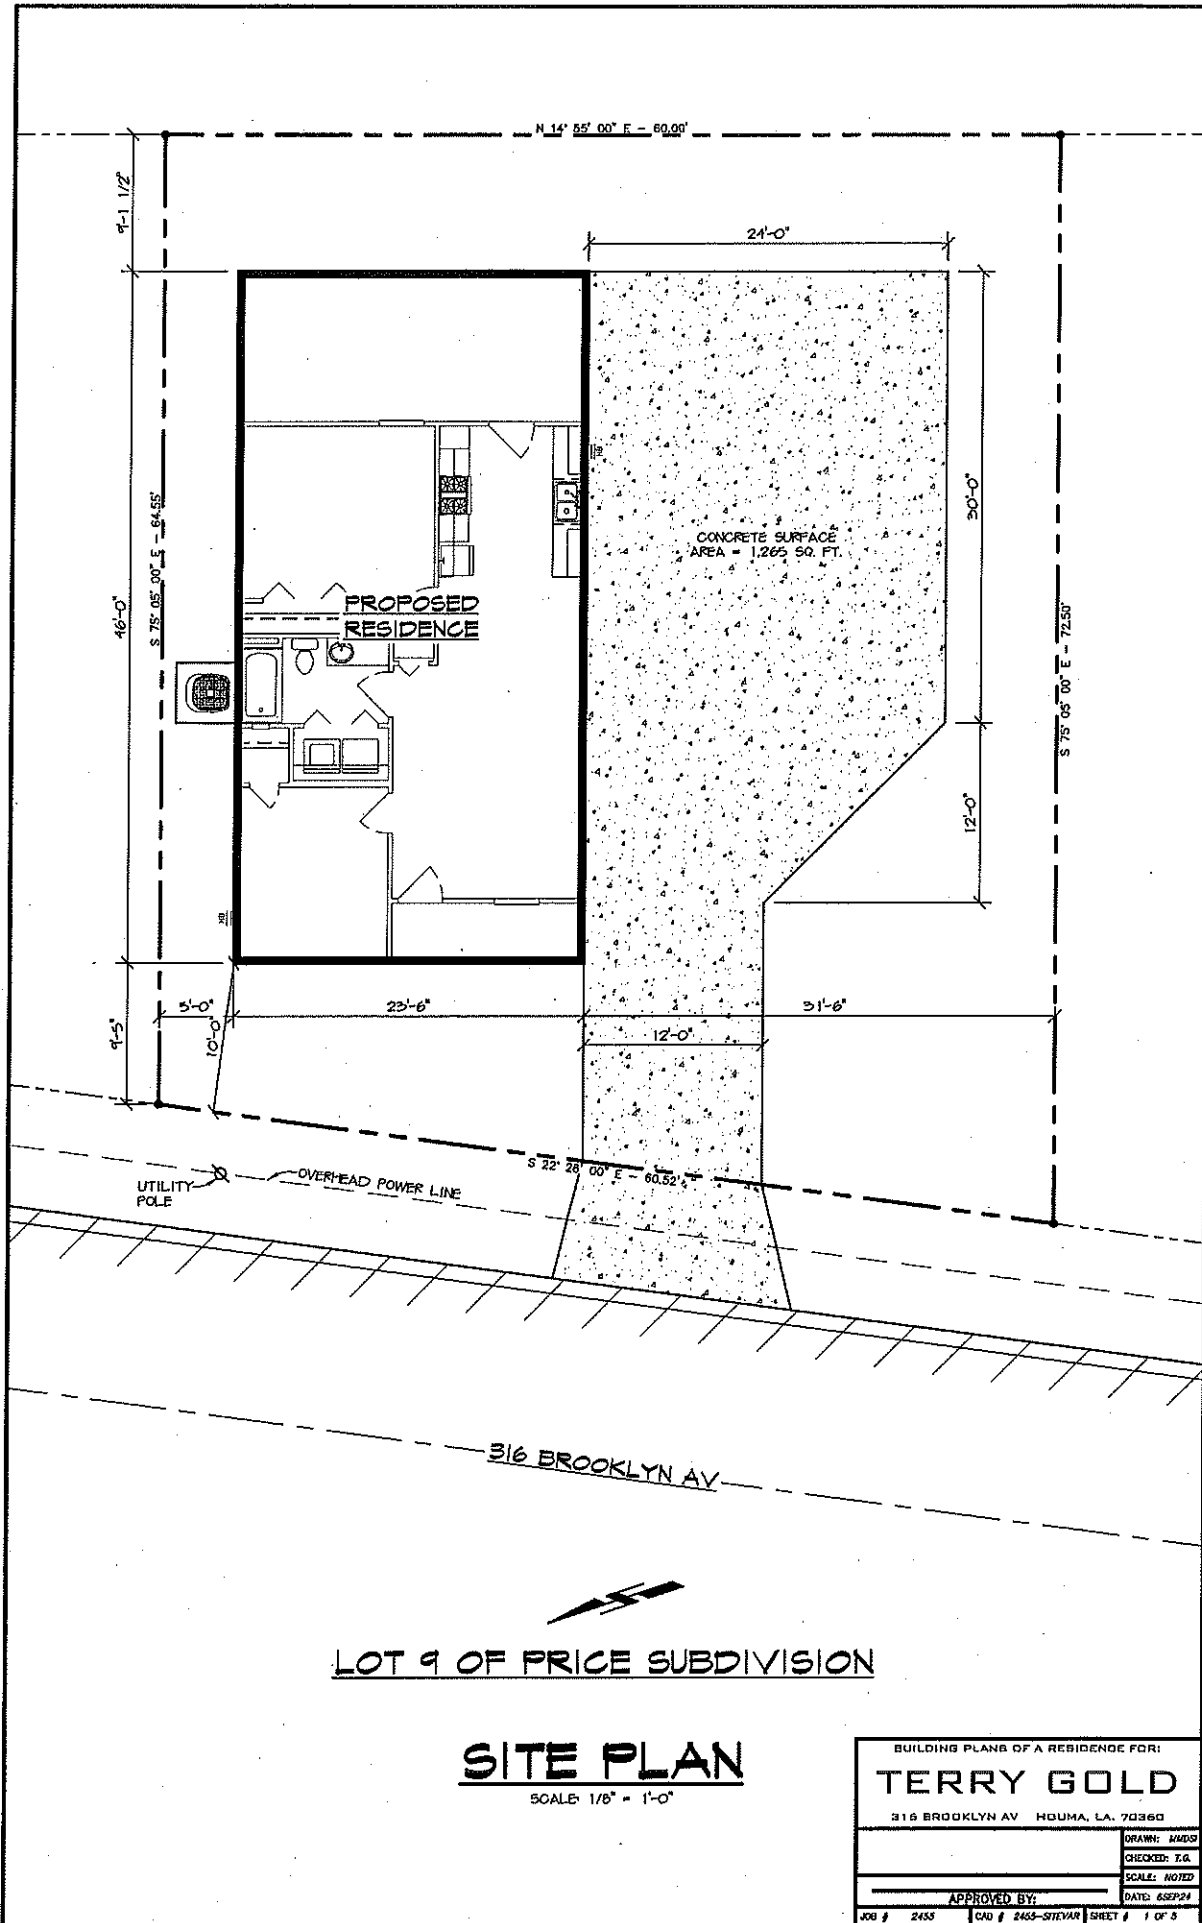 N 14° 55' 00" E - 60.00'
9'-1 1/2"
24'-0"
30'-0"
S 75° 05' 00" E - 64.55'
CONCRETE SURFACE
AREA = 1,265 SQ. FT.
46'-0"
PROPOSED
RESIDENCE
S 75° 05' 00" E - 72.50'
12'-0"
5'-0"
23'-6"
31'-6"
9'-5"
10'-0"
12'-0"
S 22° 28' 00" E - 60.52'
UTILITY
POLE
OVERHEAD POWER LINE
316 BROOKLYN AV
LOT 9 OF PRICE SUBDIVISION
SITE PLAN
SCALE: 1/8" = 1'-0"
BUILDING PLANS OF A RESIDENCE FOR:
TERRY GOLD
316 BROOKLYN AV HOUMA, LA. 70360
DRAWN: MMDSI
CHECKED: T.G.
SCALE: NOTED
APPROVED BY:
DATE: 6SEP24
JOB # 2455
CAD # 2455-SITEVAR
SHEET # 1 OF 5